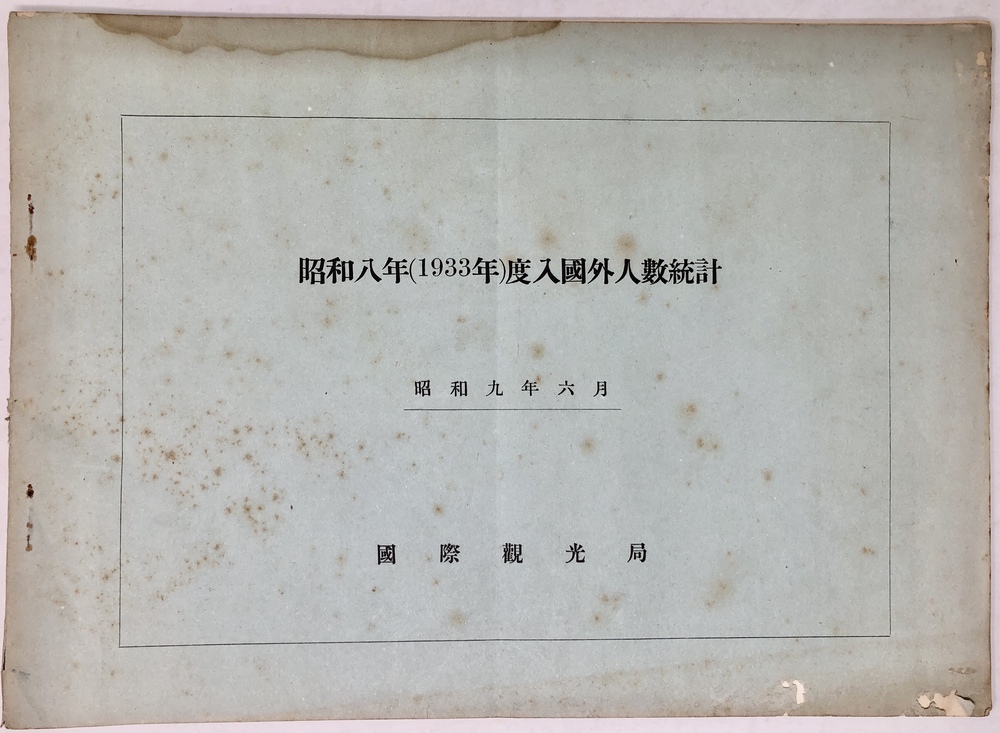 昭和八年(1933年)度入國外人數統計
昭和九年六月
國際觀光局